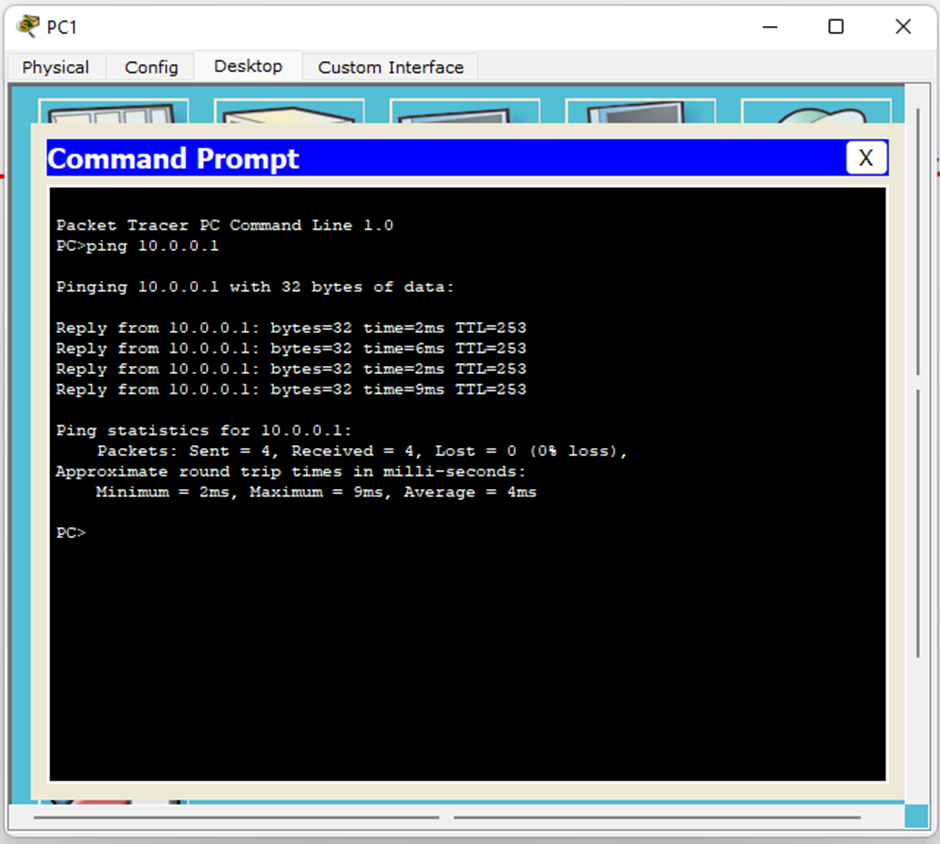 PC1
Physical Config Desktop Custom Interface
Command Prompt X
Packet Tracer PC Command Line 1.0
PC>ping 10.0.0.1
Pinging 10.0.0.1 with 32 bytes of data:
Reply from 10.0.0.1: bytes=32 time=2ms TTL=253
Reply from 10.0.0.1: bytes=32 time=6ms TTL=253
Reply from 10.0.0.1: bytes=32 time=2ms TTL=253
Reply from 10.0.0.1: bytes=32 time=9ms TTL=253
Ping statistics for 10.0.0.1:
    Packets: Sent = 4, Received = 4, Lost = 0 (0% loss),
Approximate round trip times in milli-seconds:
    Minimum = 2ms, Maximum = 9ms, Average = 4ms
PC>